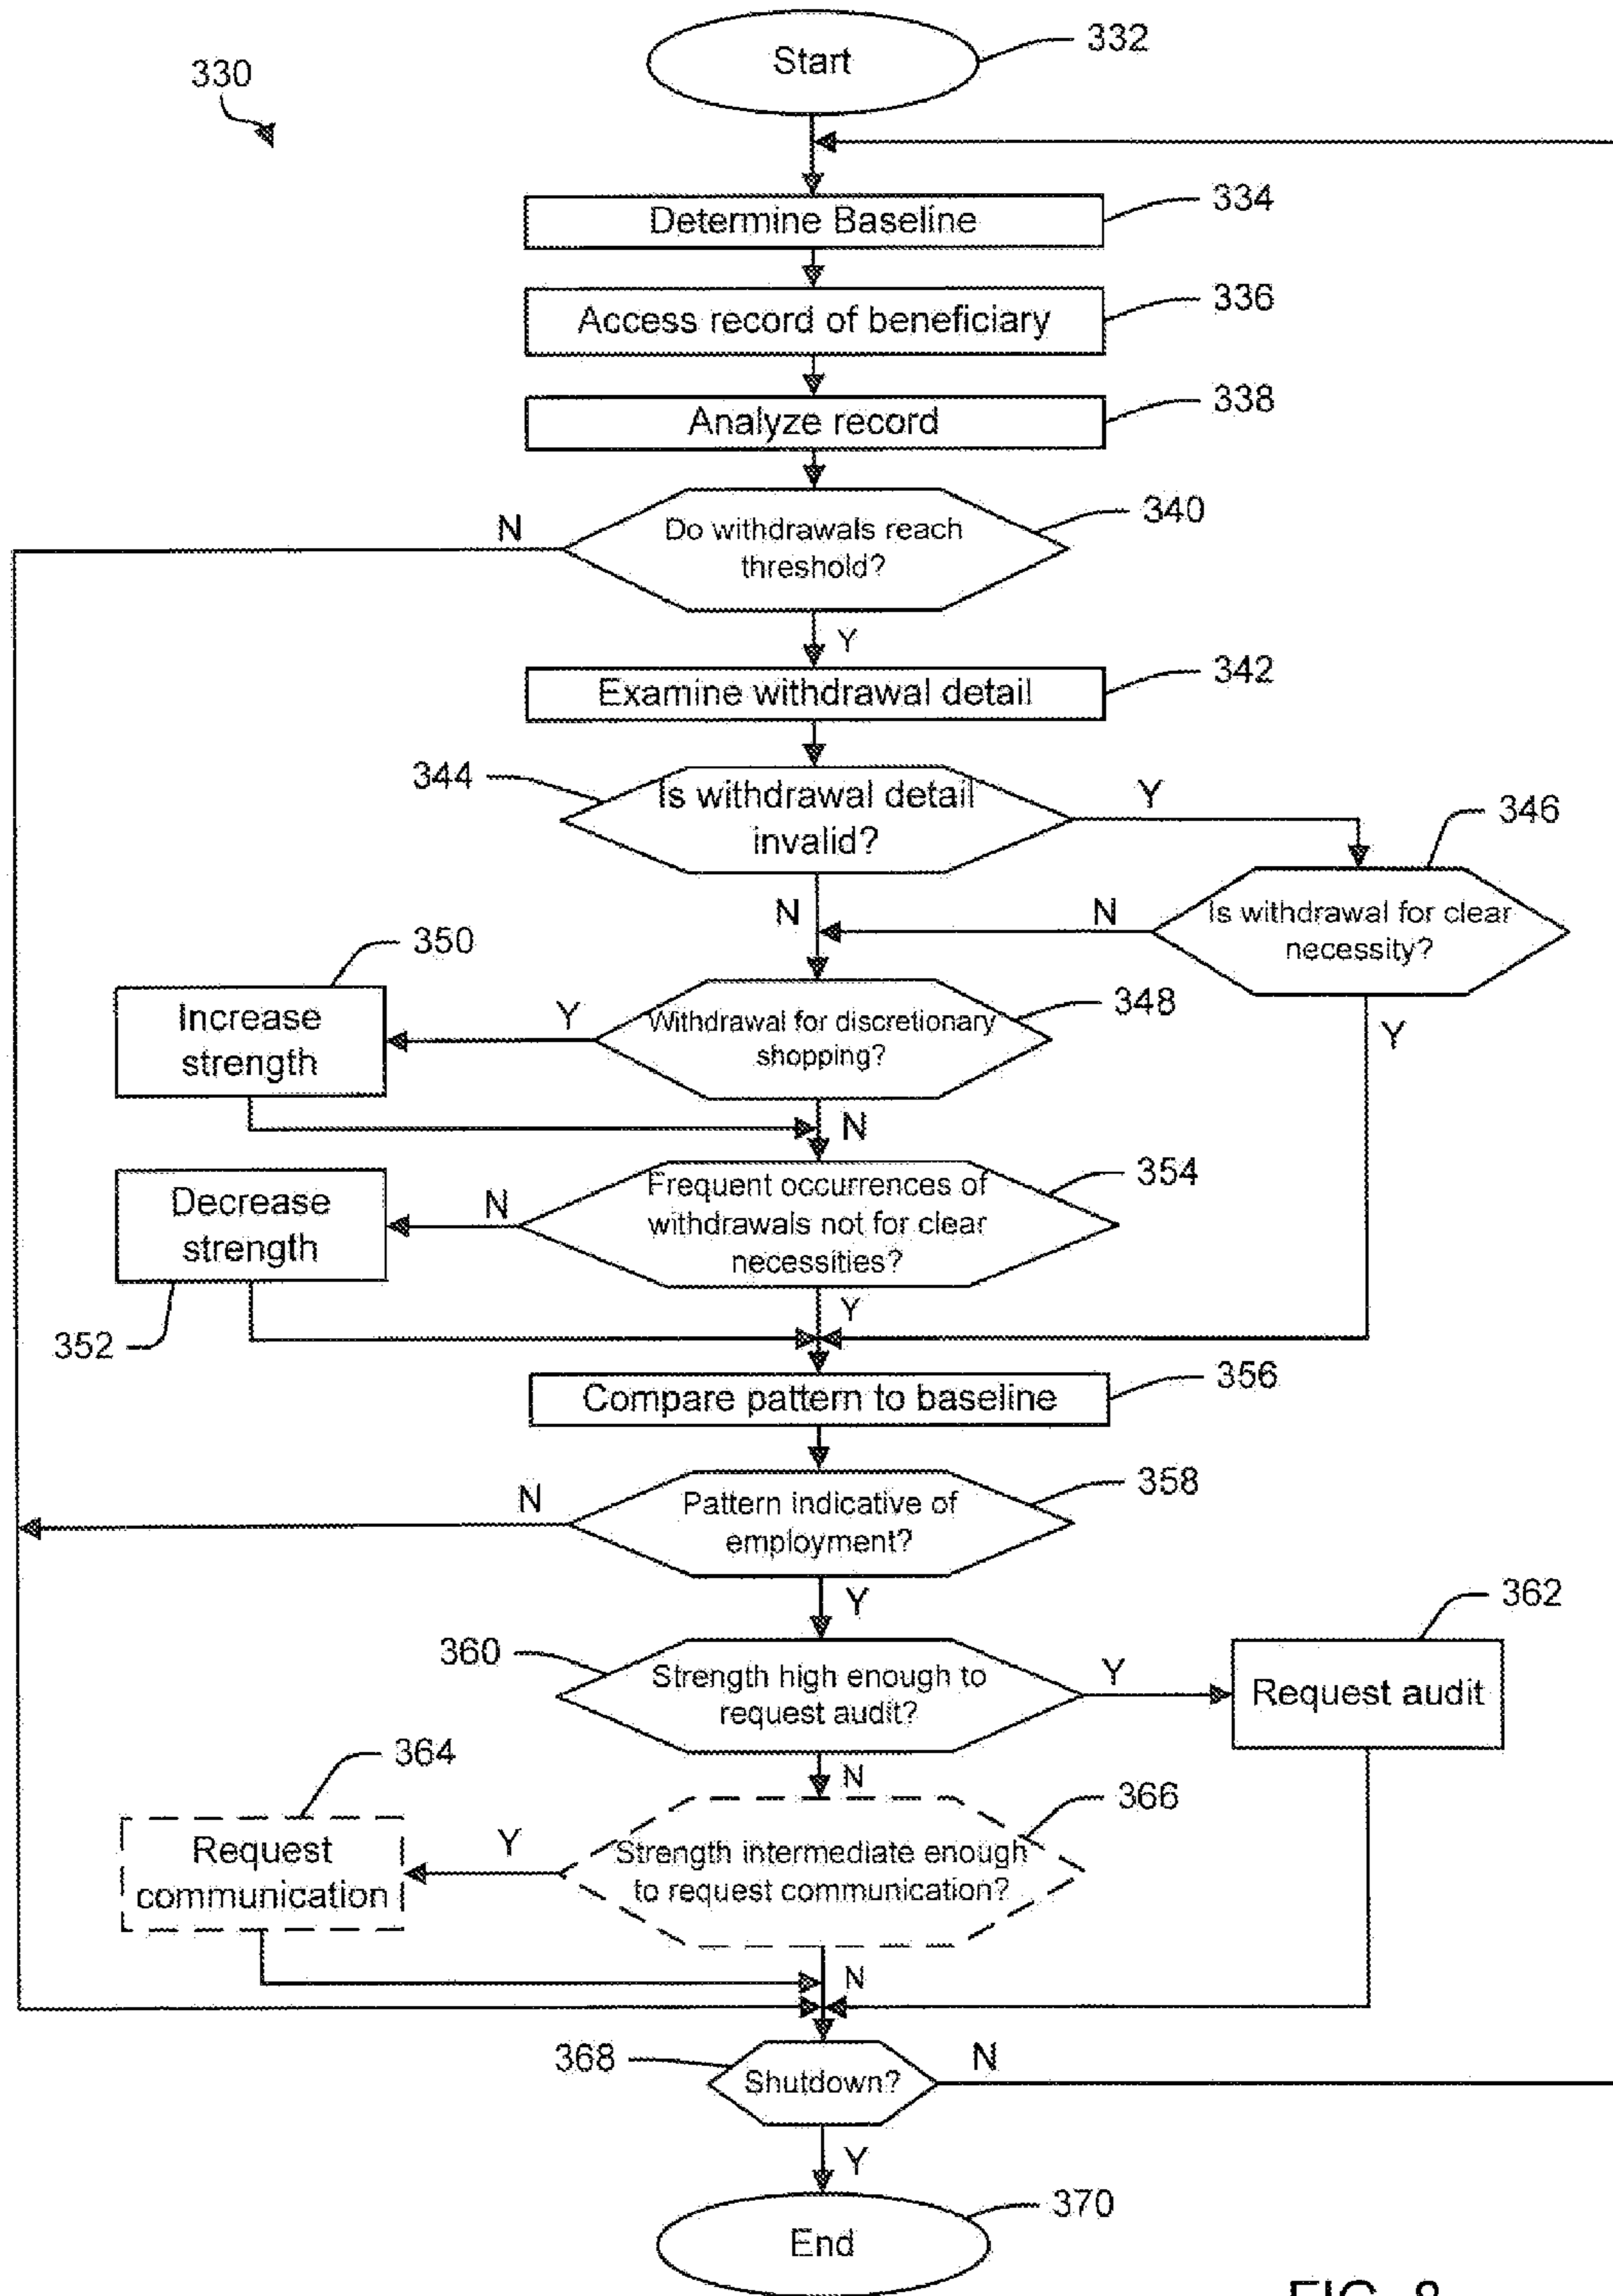 330
Start
332
Determine Baseline
334
Access record of beneficiary
336
Analyze record
338
Do withdrawals reach
threshold?
340
N
Y
Examine withdrawal detail
342
344
Is withdrawal detail
invalid?
Y
N
346
Is withdrawal for clear
necessity?
N
Y
350
Increase
strength
Y
Withdrawal for discretionary
shopping?
348
N
Decrease
strength
352
N
Frequent occurrences of
withdrawals not for clear
necessities?
354
Y
Compare pattern to baseline
356
N
Pattern indicative of
employment?
358
Y
360
Strength high enough to
request audit?
Y
362
Request audit
N
364
Request
communication
Y
Strength intermediate enough
to request communication?
366
N
368
Shutdown?
N
Y
End
370
FIG. 8